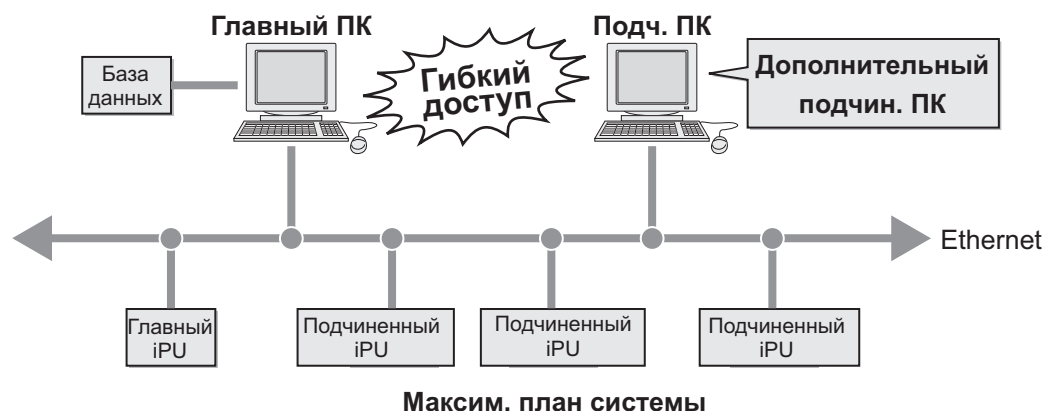 Главный ПК
Подч. ПК
База
данных
Гибкий
доступ
Дополнительный
подчин. ПК
Ethernet
Главный
iPU
Подчиненный
iPU
Подчиненный
iPU
Подчиненный
iPU
Максим. план системы